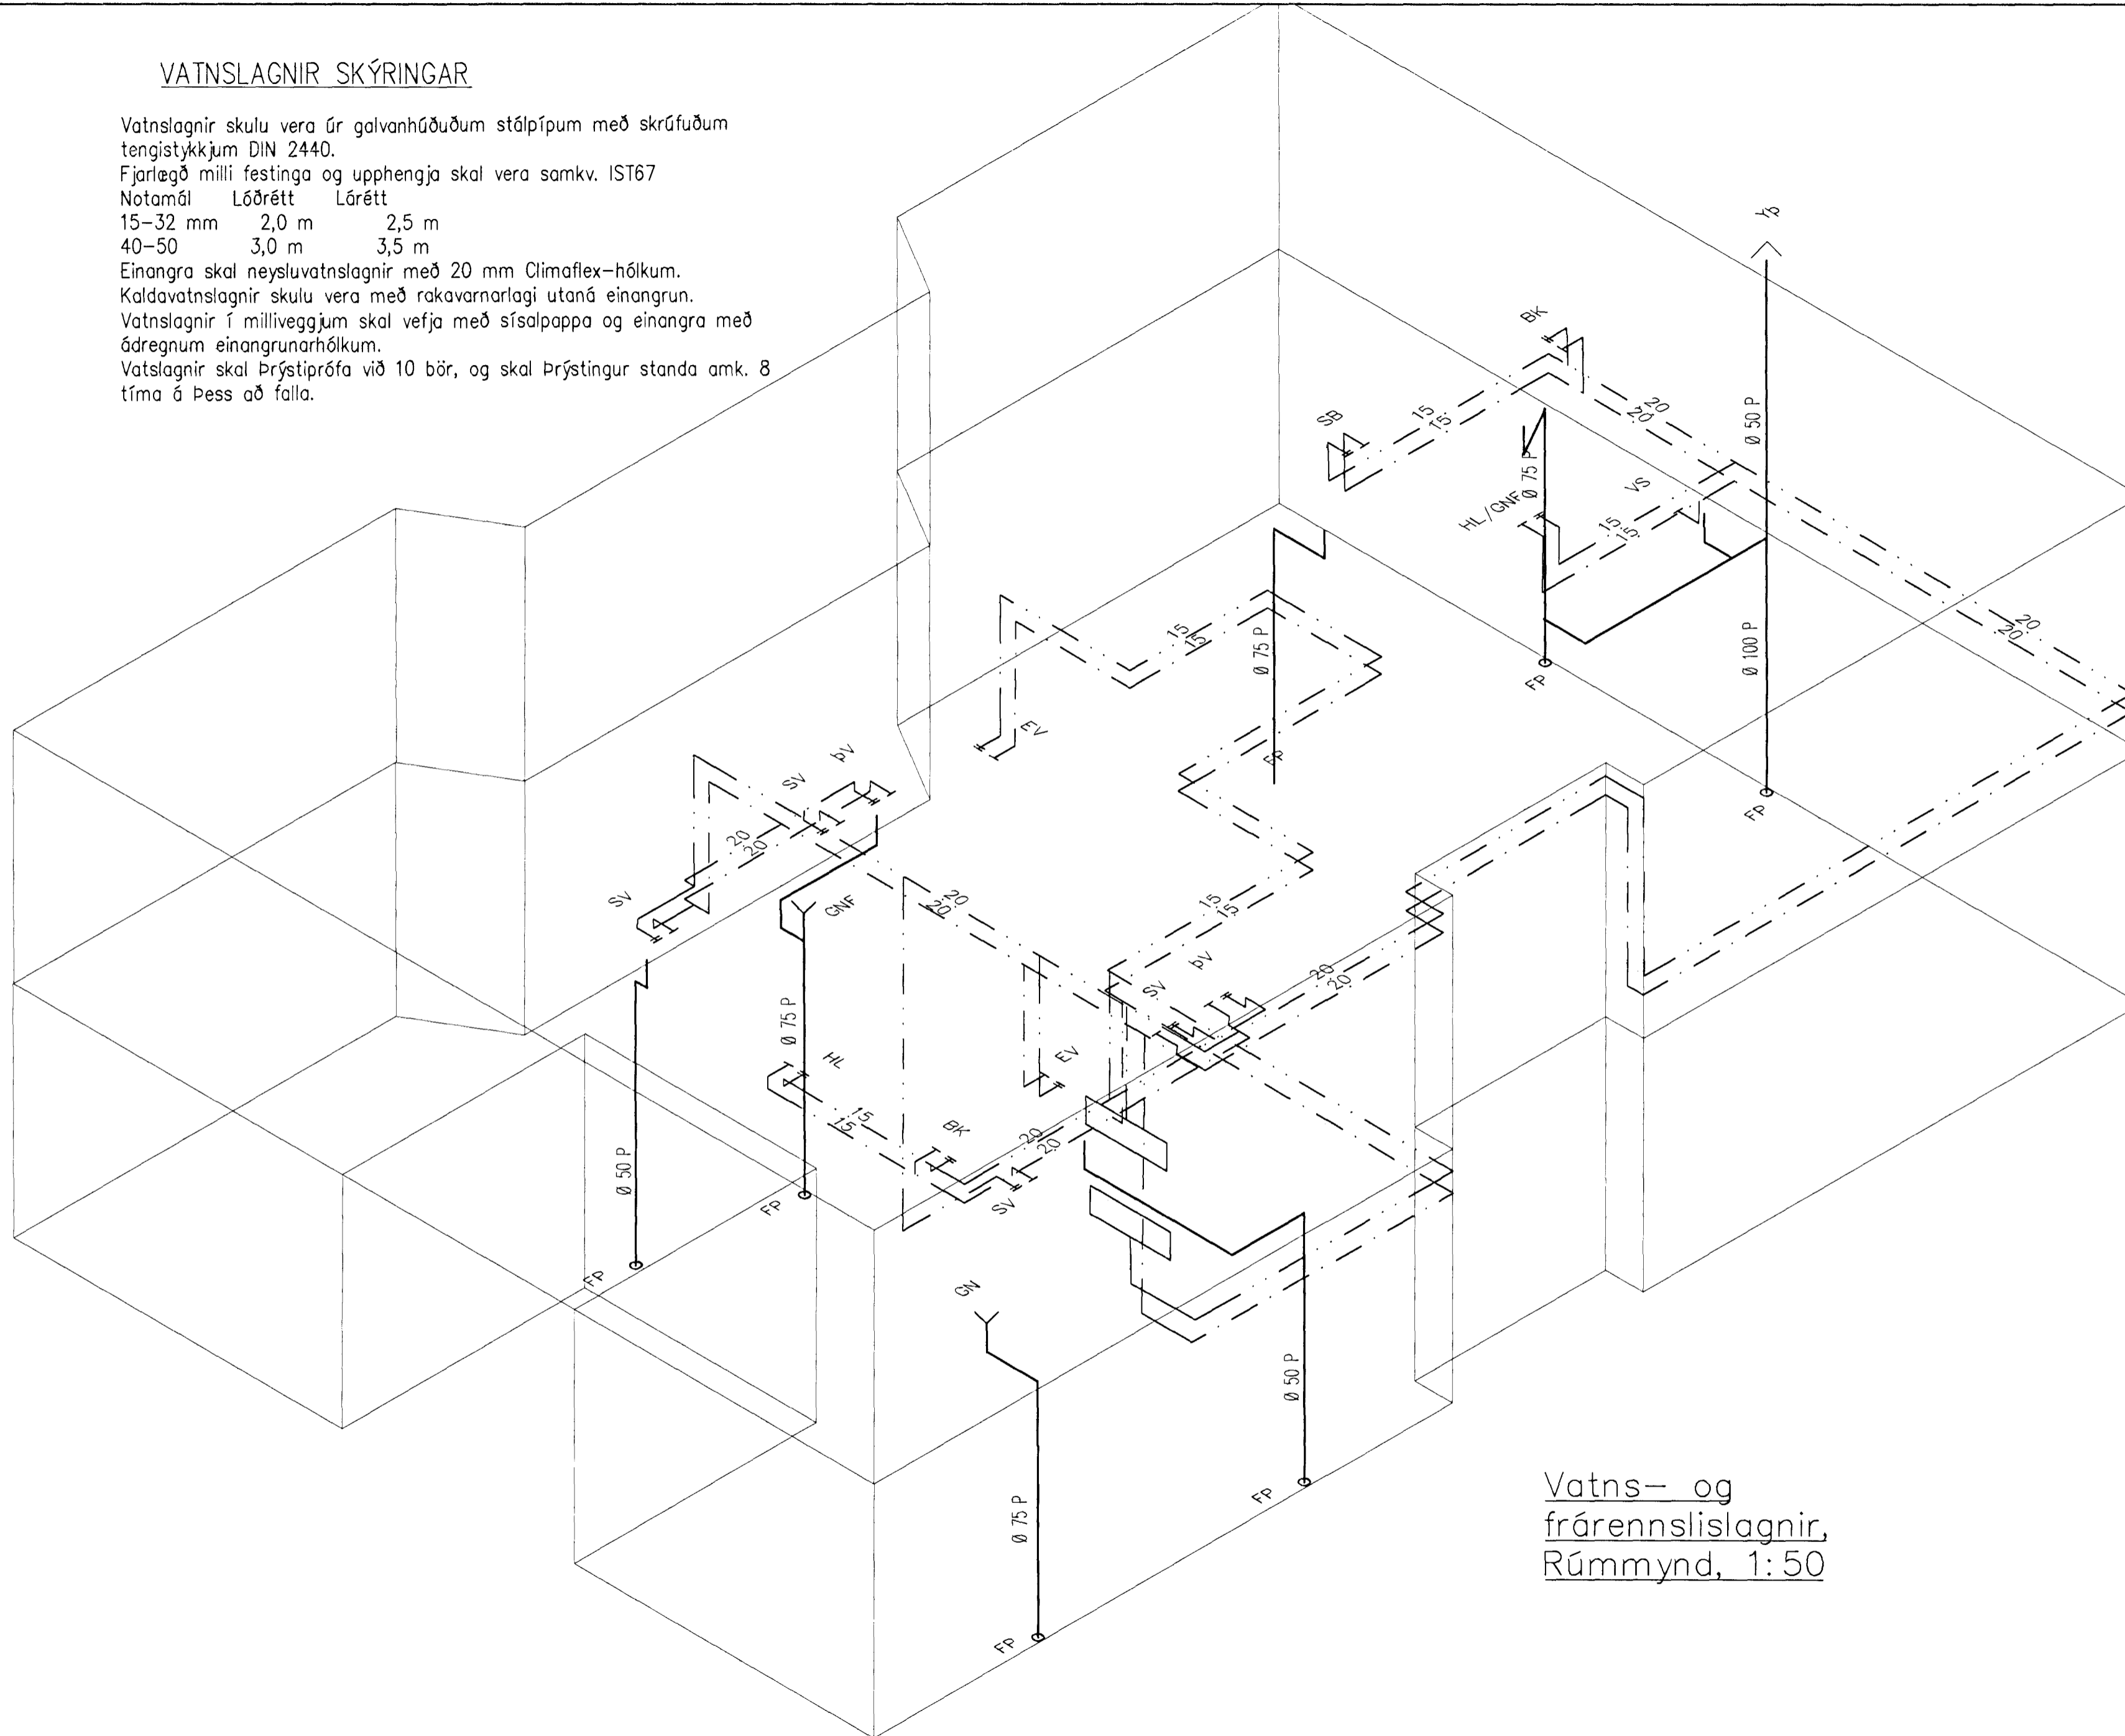 VATNSLAGNIR SKÝRINGAR
Vatnslagnir skulu vera úr galvanhúðuðum stálpípum með skrúfuðum
tengistykkjum DIN 2440.
Fjarlægð milli festinga og upphengja skal vera samkv. IST67
Notamál Lóðrétt Lárétt
15-32 mm 2,0 m 2,5 m
40-50 3,0 m 3,5 m
Einangra skal neysluvatnslagnir með 20 mm Climaflex-hólkum.
Kaldavatnslagnir skulu vera með rakavarnarlagi utaná einangrun.
Vatnslagnir í milliveggjum skal vefja með sísalpappa og einangra með
ádregnum einangrunarhólkum.
Vatslagnir skal Þrýstiprófa við 10 bör, og skal Þrýstingur standa amk. 8
tíma á Þess að falla.
Yþ
BK
20
20
Ø 50 P
15
15
SB
Ø 75 P
VS
HL/GNF
15
15
20
20
15
15
Ø 75 P
Ø 100 P
FP
EV
FP
FP
ÞV
SV
20
20
SV
GNF
20
20
15
15
ÞV
SV
20
20
Ø 75 P
HL
EV
15
15
BK
20
20
SV
Ø 50 P
FP
FP
GN
Ø 50 P
FP
Ø 75 P
FP
Vatns- og
frárennslislagnir,
Rúmmynd, 1:50